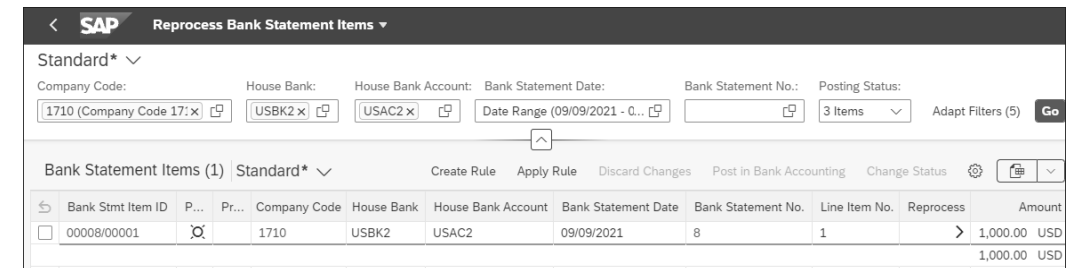 SAP Reprocess Bank Statement Items
Standard*
Company Code: House Bank: House Bank Account: Bank Statement Date: Bank Statement No.: Posting Status:
1710 (Company Code 171 USBK2 USAC2 Date Range (09/09/2021 - 0... 3 Items Adapt Filters (5) Go
Bank Statement Items (1) Standard* Create Rule Apply Rule Discard Changes Post in Bank Accounting Change Status
Bank Stmt Item ID P... Pr... Company Code House Bank House Bank Account Bank Statement Date Bank Statement No. Line Item No. Reprocess Amount
00008/00001 1710 USBK2 USAC2 09/09/2021 8 1 1,000.00 USD
1,000.00 USD